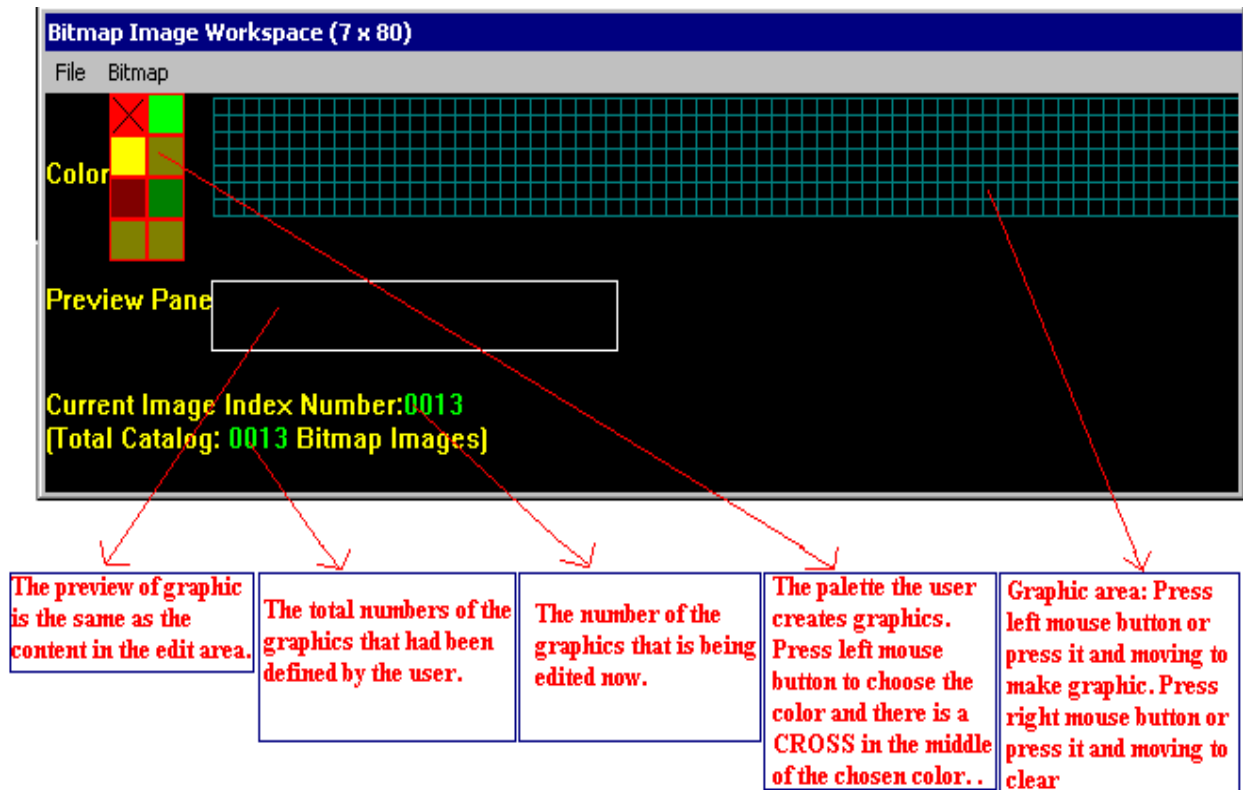 Bitmap Image Workspace (7 x 80)
File Bitmap
Color
Preview Pane
Current Image Index Number:0013
(Total Catalog: 0013 Bitmap Images)
The preview of graphic
is the same as the
content in the edit area.
The total numbers of the
graphics that had been
defined by the user.
The number of the
graphics that is being
edited now.
The palette the user
creates graphics.
Press left mouse
button to choose the
color and there is a
CROSS in the middle
of the chosen color. .
Graphic area: Press
left mouse button or
press it and moving to
make graphic. Press
right mouse button or
press it and moving to
clear